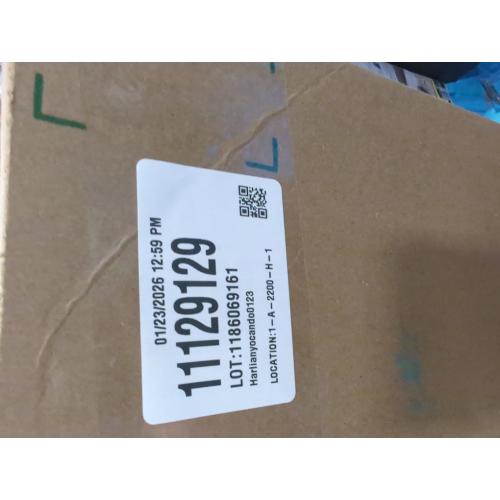 01/23/2026 12:59 PM
11129129
LOT:1186069161
Harlianyocando0123
LOCATION:1-A-2200-H-1